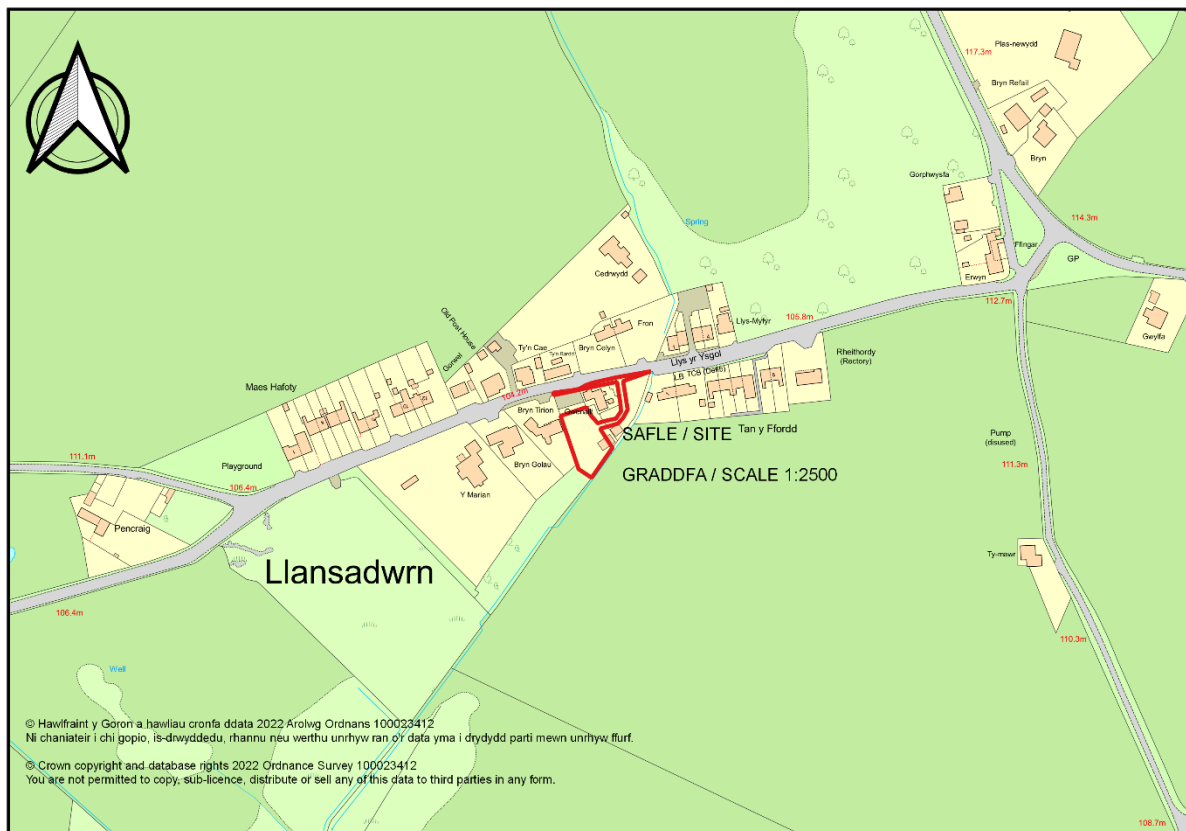 117.3m
Plas-newydd
Bryn Refail
Bryn
Gorphwysfa
114.3m
Spring
Ffingar
GP
Cedrwydd
Erwyn
112.7m
Old Post House
Fron
Llys-Myfyr
105.8m
Gwylfa
Gorwel
Ty'n Cae
Bryn Celyn
Llys yr Ysgol
Rheithordy
(Rectory)
Maes Hafoty
104.2m
LB TCB
Bryn Tirion
Tan y Ffordd
SAFLE / SITE
Pump
(disused)
Bryn Golau
111.1m
Playground
111.3m
GRADDFA / SCALE 1:2500
106.4m
Y Marian
Pencraig
Ty-mawr
Llansadwrn
106.4m
110.3m
Well
© Hawlfraint y Goron a hawliau cronfa ddata 2022 Arolwg Ordnans 100023412
Ni chaniateir i chi gopio, is-drwyddedu, rhannu neu werthu unrhyw ran o'r data yma i drydydd parti mewn unrhyw ffurf.
© Crown copyright and database rights 2022 Ordnance Survey 100023412
You are not permitted to copy, sub-licence, distribute or sell any of this data to third parties in any form.
108.7m